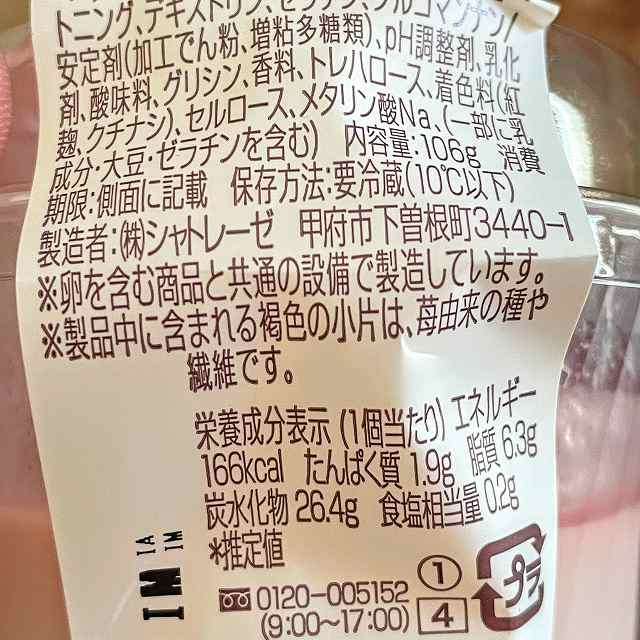 トニング、デキストリン、ゼラチン、グルコマンナン/
安定剤(加工でん粉、増粘多糖類)、pH調整剤、乳化
剤、酸味料、グリシン、香料、トレハロース、着色料(紅
麹、クチナシ)、セルロース、メタリン酸Na、(一部に乳
成分・大豆・ゼラチンを含む) 内容量:106g 消費
期限:側面に記載 保存方法:要冷蔵(10℃以下)
製造者:㈱シャトレーゼ 甲府市下曽根町3440-1
※卵を含む商品と共通の設備で製造しています。
※製品中に含まれる褐色の小片は、苺由来の種や
繊維です。
栄養成分表示 (1個当たり) エネルギー
166kcal たんぱく質 1.9g 脂質 6.3g
炭水化物 26.4g 食塩相当量 0.2g
*推定値
0120-005152
(9:00~17:00)
1
4
プラ
IA
IM
IM